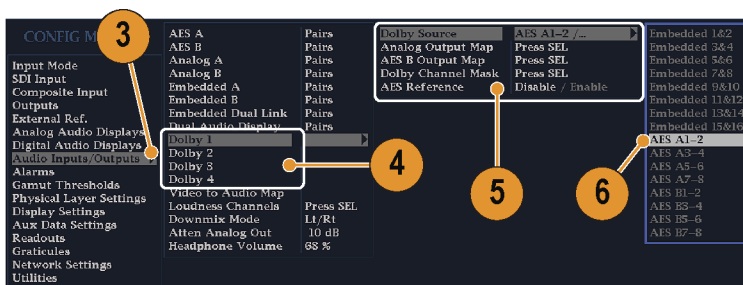 CONFIG M
3
Input Mode
SDI Input
Composite Input
Outputs
External Ref.
Analog Audio Displays
Digital Audio Displays
Audio Inputs/Outputs
Alarms
Gamut Thresholds
Physical Layer Settings
Display Settings
Aux Data Settings
Readouts
Graticules
Network Settings
Utilities
AES A Pairs
AES B Pairs
Analog A Pairs
Analog B Pairs
Embedded A Pairs
Embedded B Pairs
Embedded Dual Link Pairs
Dual Audio Display Pairs
Dolby 1
Dolby 2
Dolby 3
Dolby 4
Video to Audio Map
Loudness Channels Press SEL
Downmix Mode Lt/Rt
Atten Analog Out 10 dB
Headphone Volume 68 %
4
Dolby Source AES A1-2 /...
Analog Output Map Press SEL
AES B Output Map Press SEL
Dolby Channel Mask Press SEL
AES Reference Disable / Enable
5
6
Embedded 1&2
Embedded 3&4
Embedded 5&6
Embedded 7&8
Embedded 9&10
Embedded 11&12
Embedded 13&14
Embedded 15&16
AES A1-2
AES A3-4
AES A5-6
AES A7-8
AES B1-2
AES B3-4
AES B5-6
AES B7-8